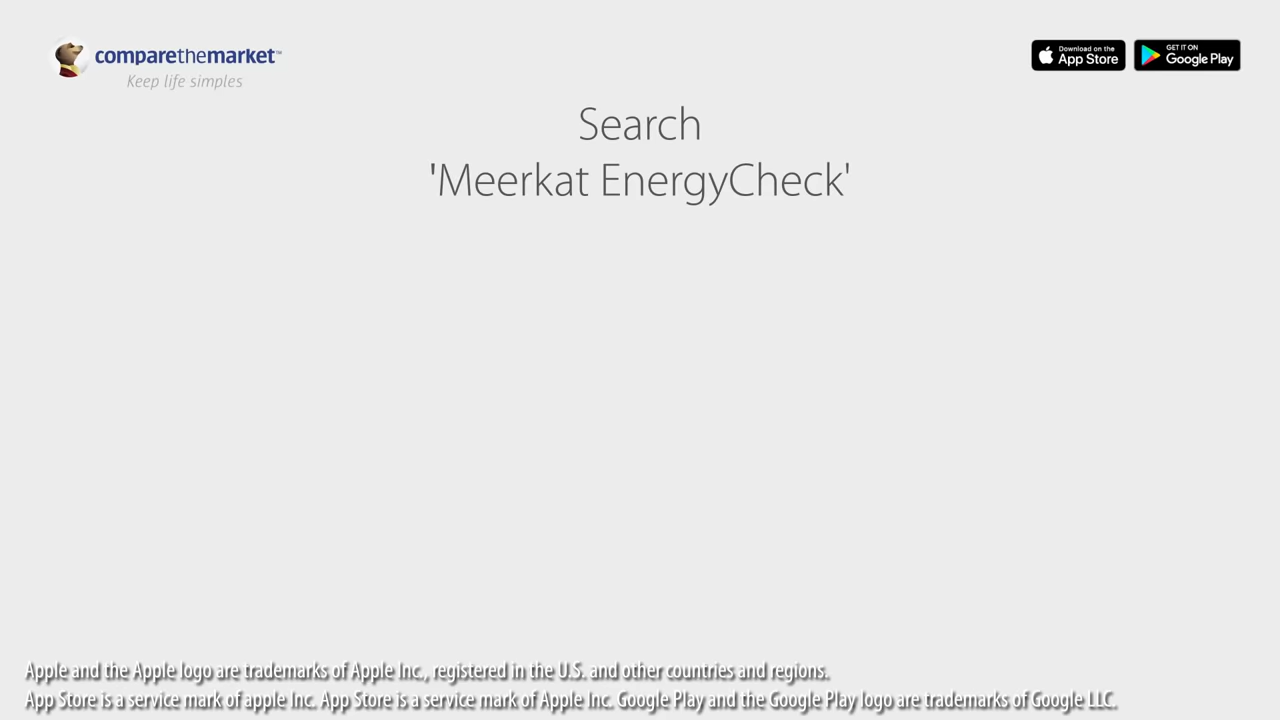 comparethemarket™
Keep life simples
Download on the
App Store
GET IT ON
Google Play
Search
'Meerkat EnergyCheck'
Apple and the Apple logo are trademarks of Apple Inc., registered in the U.S. and other countries and regions.
App Store is a service mark of apple Inc. App Store is a service mark of Apple Inc. Google Play and the Google Play logo are trademarks of Google LLC.